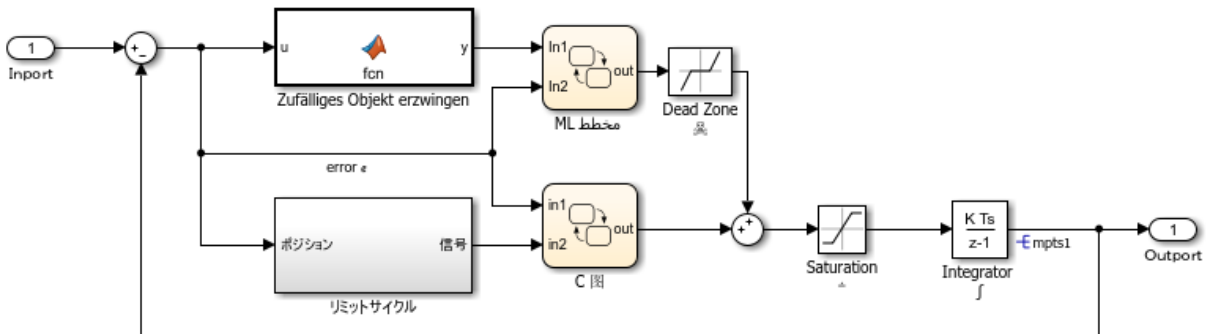 1
Inport
+
−
u
y
fcn
Zufälliges Objekt erzwingen
In1
In2
out
ML مخطط
Dead Zone
error e
ポジション
信号
リミットサイクル
in1
in2
out
C 图
+
+
Saturation
K Ts
z-1
Integrator
∫
mpts1
1
Outport